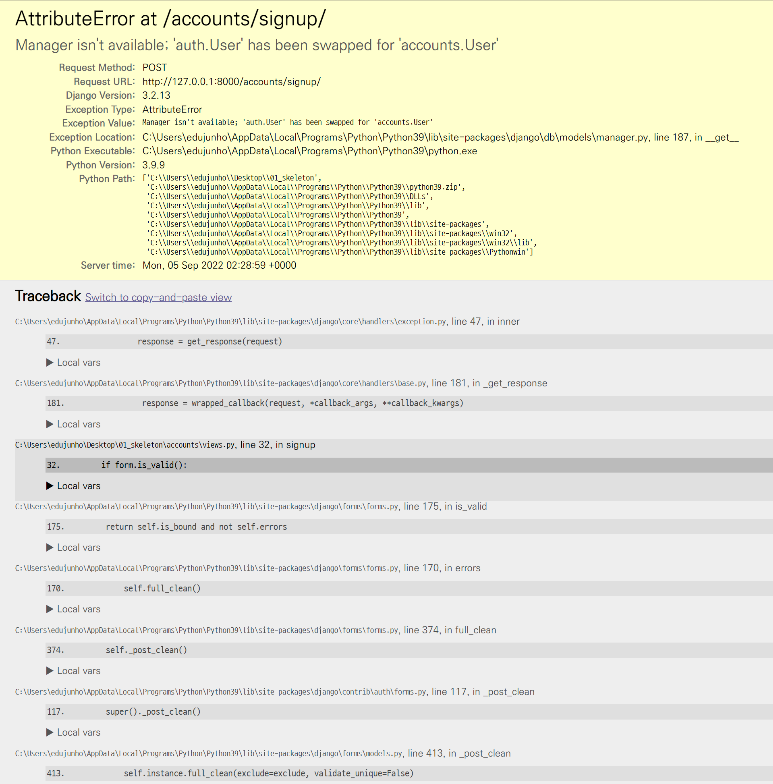 AttributeError at /accounts/signup/
Manager isn't available; 'auth.User' has been swapped for 'accounts.User'
Request Method: POST
Request URL: http://127.0.0.1:8000/accounts/signup/
Django Version: 3.2.13
Exception Type: AttributeError
Exception Value: Manager isn't available; 'auth.User' has been swapped for 'accounts.User'
Exception Location: C:\Users\edujunho\AppData\Local\Programs\Python\Python39\lib\site-packages\django\db\models\manager.py, line 187, in __get__
Python Executable: C:\Users\edujunho\AppData\Local\Programs\Python\Python39\python.exe
Python Version: 3.9.9
Python Path: ['C:\\Users\\edujunho\\Desktop\\01_skeleton',
'C:\\Users\\edujunho\\AppData\\Local\\Programs\\Python\\Python39\\python39.zip',
'C:\\Users\\edujunho\\AppData\\Local\\Programs\\Python\\Python39\\DLLs',
'C:\\Users\\edujunho\\AppData\\Local\\Programs\\Python\\Python39\\lib',
'C:\\Users\\edujunho\\AppData\\Local\\Programs\\Python\\Python39',
'C:\\Users\\edujunho\\AppData\\Local\\Programs\\Python\\Python39\\lib\\site-packages',
'C:\\Users\\edujunho\\AppData\\Local\\Programs\\Python\\Python39\\lib\\site-packages\\win32',
'C:\\Users\\edujunho\\AppData\\Local\\Programs\\Python\\Python39\\lib\\site-packages\\win32\\lib',
'C:\\Users\\edujunho\\AppData\\Local\\Programs\\Python\\Python39\\lib\\site-packages\\Pythonwin']
Server time: Mon, 05 Sep 2022 02:28:59 +0000
Traceback Switch to copy-and-paste view
C:\Users\edujunho\AppData\Local\Programs\Python\Python39\lib\site-packages\django\core\handlers\exception.py, line 47, in inner
47. response = get_response(request)
▶ Local vars
C:\Users\edujunho\AppData\Local\Programs\Python\Python39\lib\site-packages\django\core\handlers\base.py, line 181, in _get_response
181. response = wrapped_callback(request, *callback_args, **callback_kwargs)
▶ Local vars
C:\Users\edujunho\Desktop\01_skeleton\accounts\views.py, line 32, in signup
32. if form.is_valid():
▶ Local vars
C:\Users\edujunho\AppData\Local\Programs\Python\Python39\lib\site-packages\django\forms\forms.py, line 175, in is_valid
175. return self.is_bound and not self.errors
▶ Local vars
C:\Users\edujunho\AppData\Local\Programs\Python\Python39\lib\site-packages\django\forms\forms.py, line 170, in errors
170. self.full_clean()
▶ Local vars
C:\Users\edujunho\AppData\Local\Programs\Python\Python39\lib\site-packages\django\forms\forms.py, line 374, in full_clean
374. self._post_clean()
▶ Local vars
C:\Users\edujunho\AppData\Local\Programs\Python\Python39\lib\site-packages\django\contrib\auth\forms.py, line 117, in _post_clean
117. super()._post_clean()
▶ Local vars
C:\Users\edujunho\AppData\Local\Programs\Python\Python39\lib\site-packages\django\forms\models.py, line 413, in _post_clean
413. self.instance.full_clean(exclude=exclude, validate_unique=False)